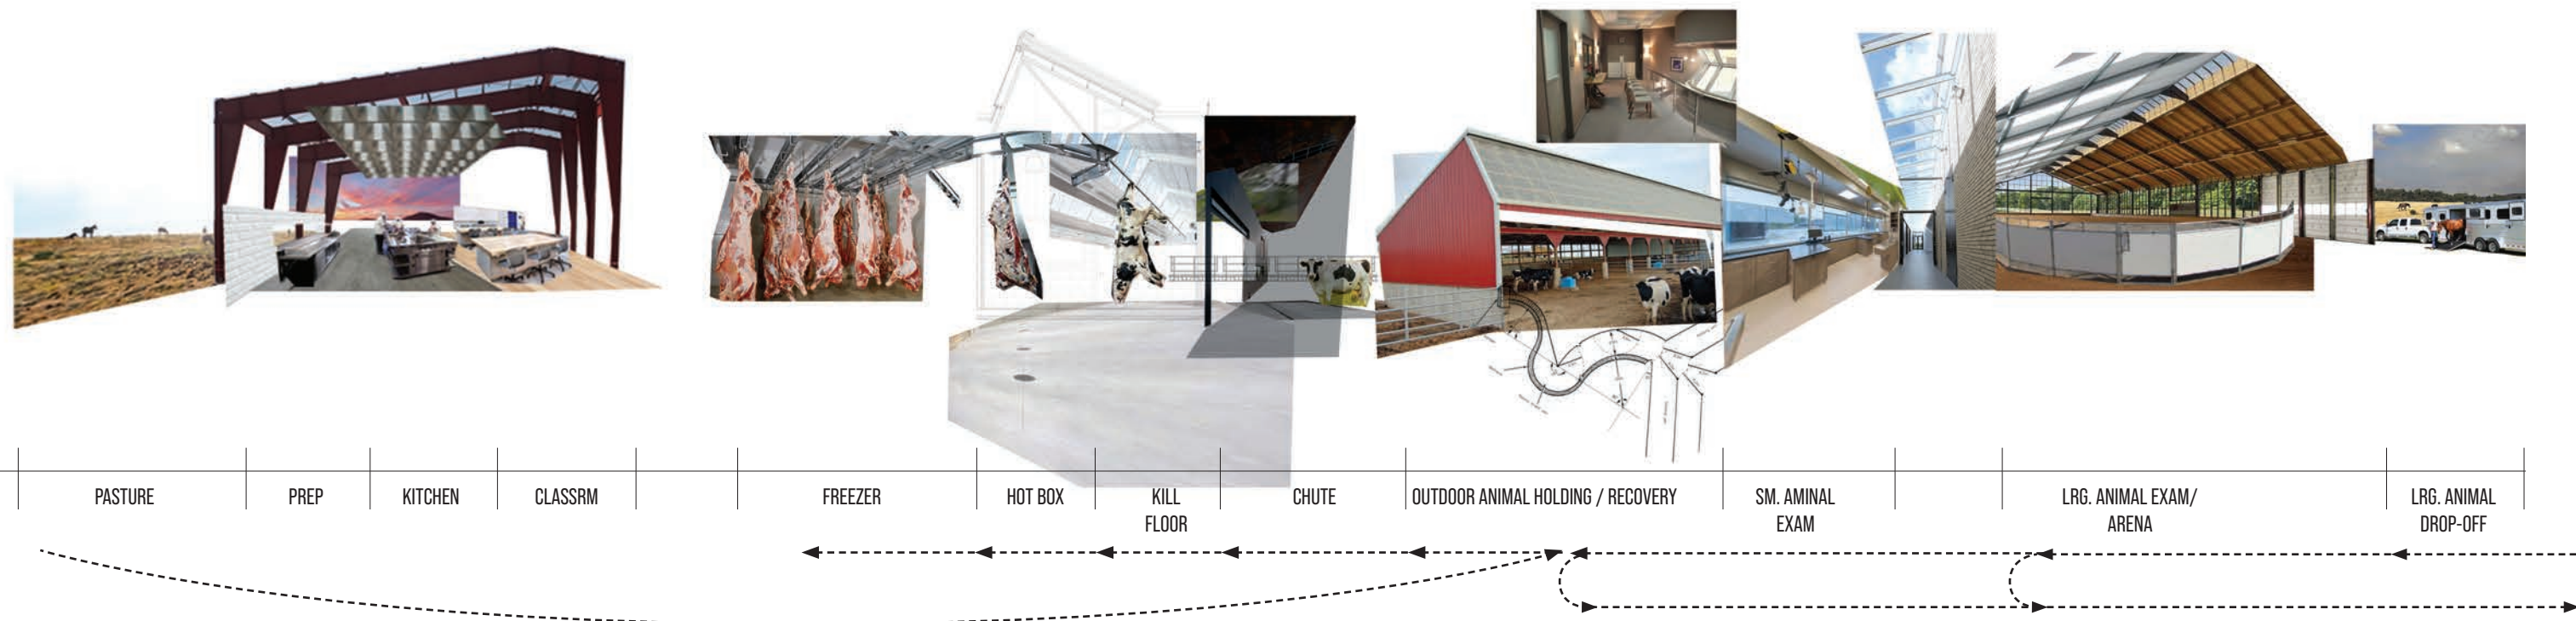 PASTURE
PREP
KITCHEN
CLASSRM
FREEZER
HOT BOX
KILL
FLOOR
CHUTE
OUTDOOR ANIMAL HOLDING / RECOVERY
SM. AMINAL
EXAM
LRG. ANIMAL EXAM/
ARENA
LRG. ANIMAL
DROP-OFF